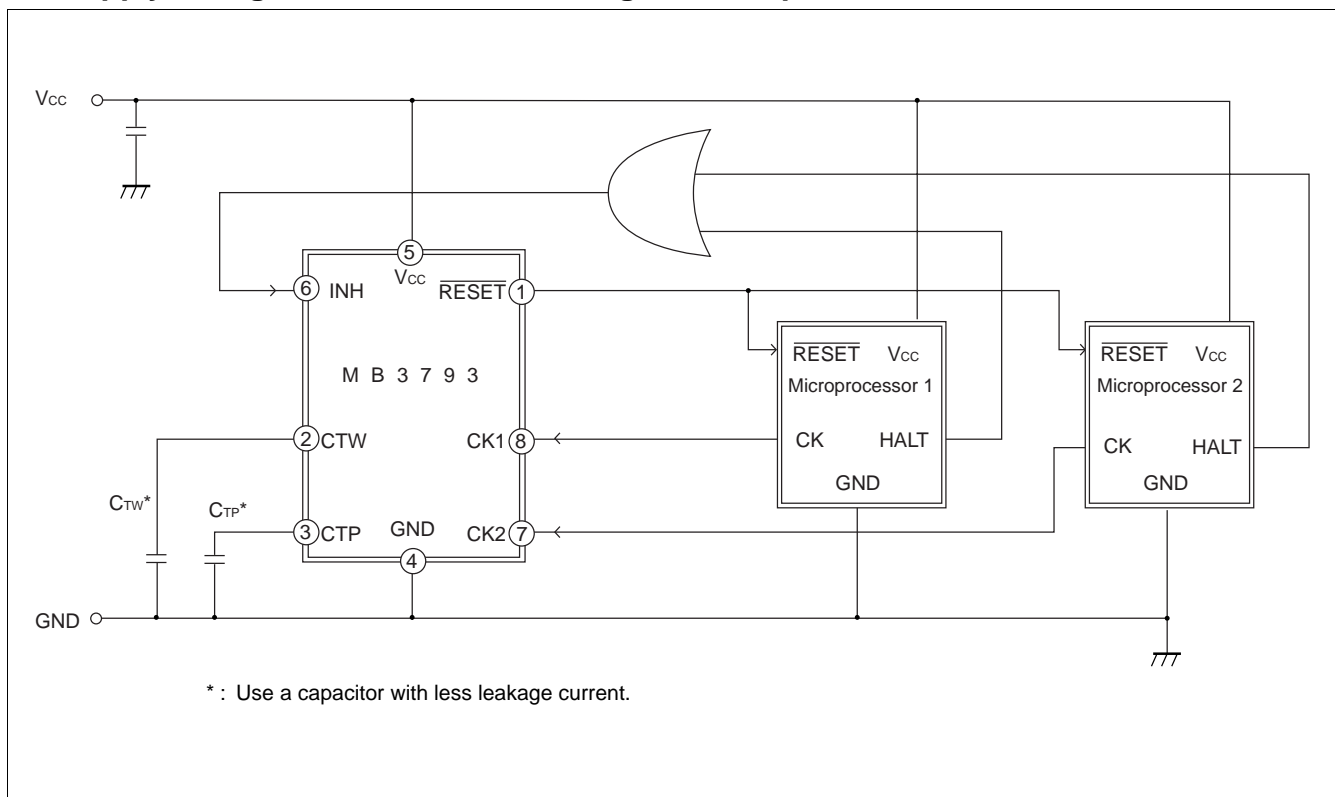 Vcc
5
Vcc
6 INH
RESET 1
M B 3 7 9 3
2 CTW
CK1 8
3 CTP
GND
CK2 7
4
CTW*
CTP*
RESET Vcc
Microprocessor 1
CK HALT
GND
RESET Vcc
Microprocessor 2
CK HALT
GND
GND
* : Use a capacitor with less leakage current.